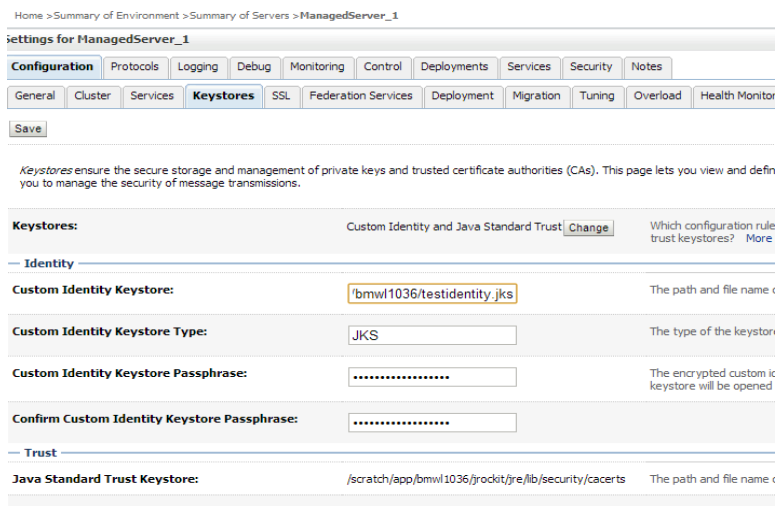 Home >Summary of Environment >Summary of Servers >ManagedServer_1
Settings for ManagedServer_1
Configuration Protocols Logging Debug Monitoring Control Deployments Services Security Notes
General Cluster Services Keystores SSL Federation Services Deployment Migration Tuning Overload Health Monitor
Save
Keystores ensure the secure storage and management of private keys and trusted certificate authorities (CAs). This page lets you view and defin
you to manage the security of message transmissions.
Keystores: Custom Identity and Java Standard Trust Change Which configuration rule
trust keystores? More
Identity
Custom Identity Keystore: /bmwl1036/testidentity.jks The path and file name
Custom Identity Keystore Type: JKS The type of the keystore
Custom Identity Keystore Passphrase: •••••••••••••••••• The encrypted custom
keystore will be opened
Confirm Custom Identity Keystore Passphrase: ••••••••••••••••••
Trust
Java Standard Trust Keystore: /scratch/app/bmwl1036/jrockit/jre/lib/security/cacerts The path and file name